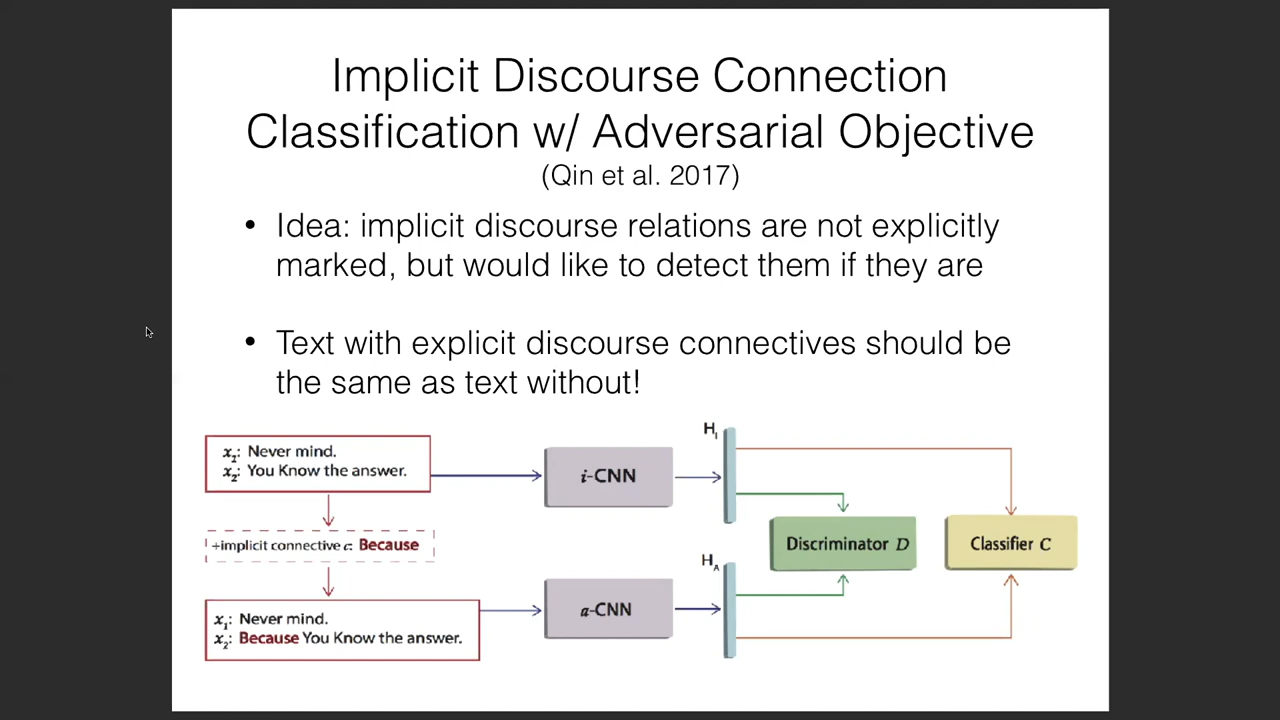 Implicit Discourse Connection
Classification w/ Adversarial Objective
(Qin et al. 2017)
• Idea: implicit discourse relations are not explicitly
marked, but would like to detect them if they are
• Text with explicit discourse connectives should be
the same as text without!
x1: Never mind.
x2: You Know the answer.
+implicit connective c: Because
x1: Never mind.
x2: Because You Know the answer.
i-CNN
a-CNN
HI
HA
Discriminator D
Classifier C